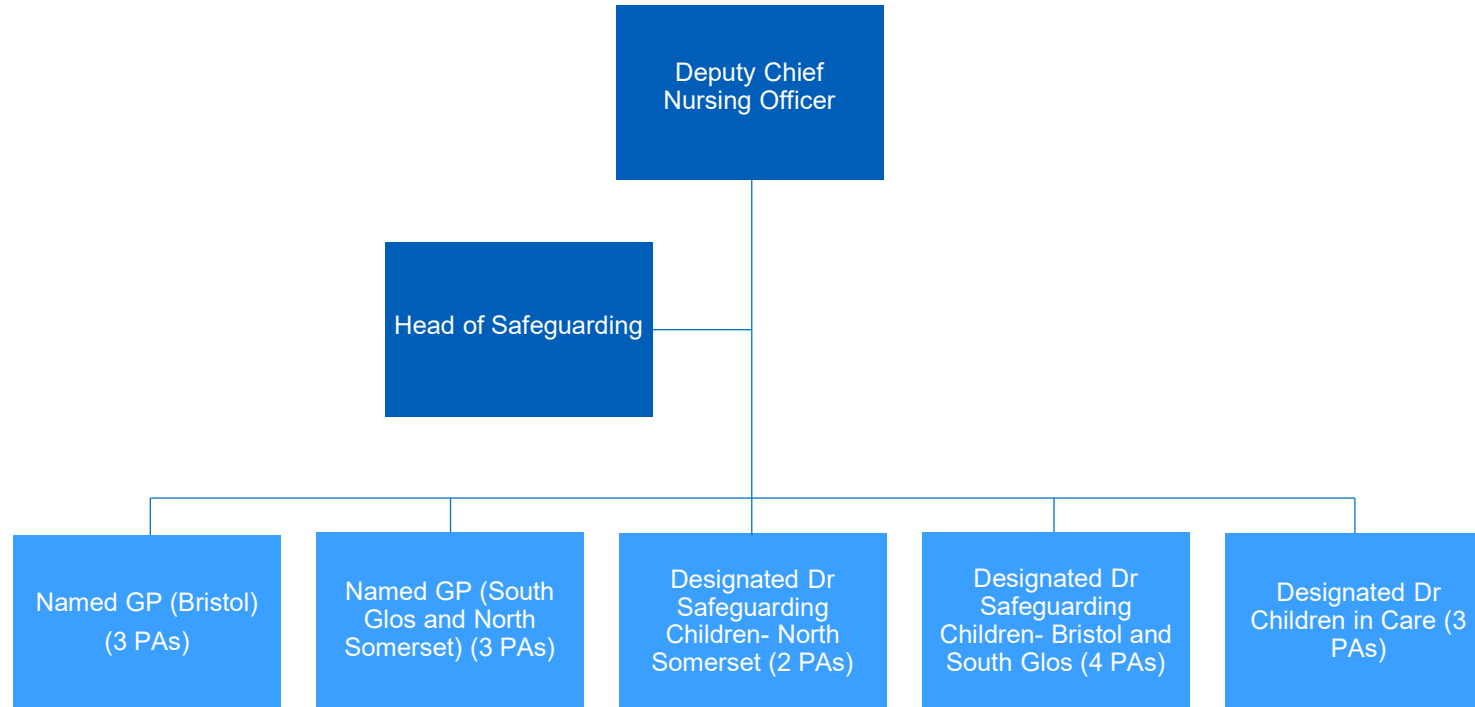 Deputy Chief
Nursing Officer
Head of Safeguarding
Named GP (Bristol)
(3 PAs)
Named GP (South
Glos and North
Somerset) (3 PAs)
Designated Dr
Safeguarding
Children- North
Somerset (2 PAs)
Designated Dr
Safeguarding
Children- Bristol and
South Glos (4 PAs)
Designated Dr
Children in Care (3
PAs)